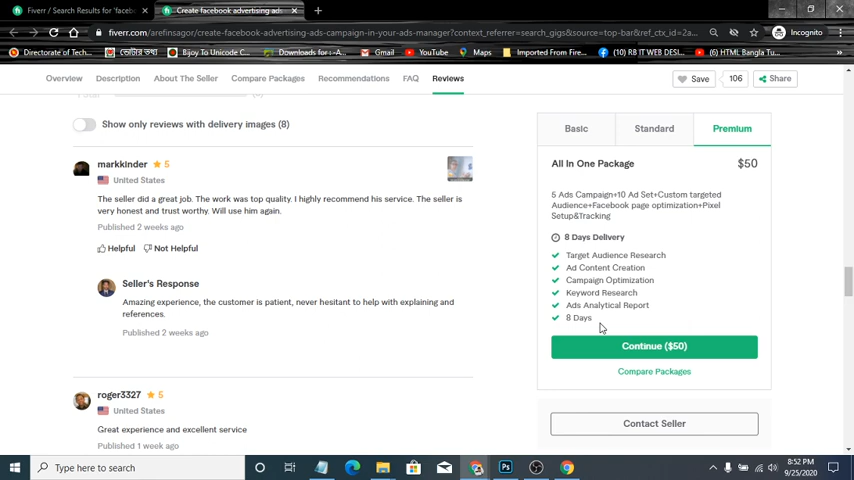 Fiverr / Search Results for 'faceb
Create facebook advertising ads
fiverr.com/arefinsagor/create-facebook-advertising-ads-campaign-in-your-ads-manager?context_referrer=search_gigs&source=top-bar&ref_ctx_id=2a...
Incognito
Directorate of Tech...
ভোটার তথ্য
Bijoy To Unicode C...
Downloads :- A...
Gmail
YouTube
Maps
Imported From Fire...
(10) RB IT WEB DESI...
(7) HTML Bangla Tu...
Overview
Description
About The Seller
Compare Packages
Recommendations
FAQ
Reviews
Save
106
Share
Show only reviews with delivery images (8)
markkinder 5
United States
The seller did a great job. The work was top quality. I highly recommend his service. The seller is
very honest and trust worthy. Will use him again.
Published 2 weeks ago
Helpful
Not Helpful
Seller's Response
Amazing experience, the customer is patient, never hesitant to help with explaining and
references.
Published 2 weeks ago
roger3327 5
United States
Great experience and excellent service
Published 1 week ago
Basic
Standard
Premium
All In One Package
$50
5 Ads Campaign+10 Ad Set+Custom targeted
Audience+Facebook page optimization+Pixel
Setup&Tracking
8 Days Delivery
Target Audience Research
Ad Content Creation
Campaign Optimization
Keyword Research
Ads Analytical Report
8 Days
Continue ($50)
Compare Packages
Contact Seller
Type here to search
8:52 PM
9/25/2020